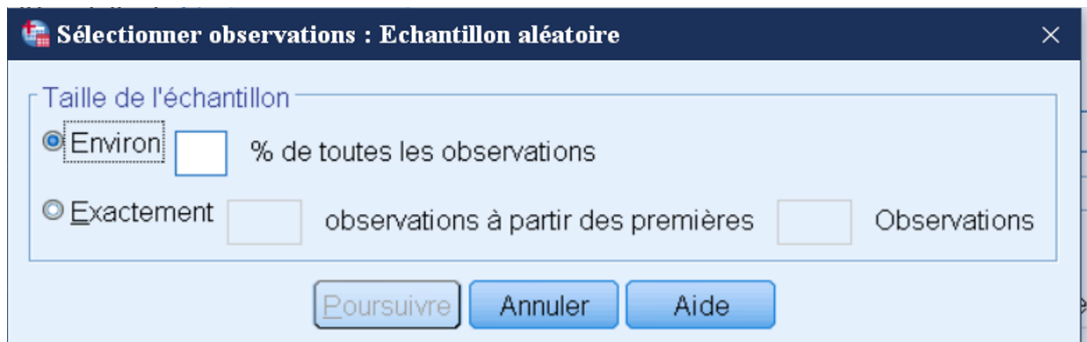 Sélectionner observations : Echantillon aléatoire
Taille de l'échantillon
Environ % de toutes les observations
Exactement observations à partir des premières Observations
Poursuivre Annuler Aide